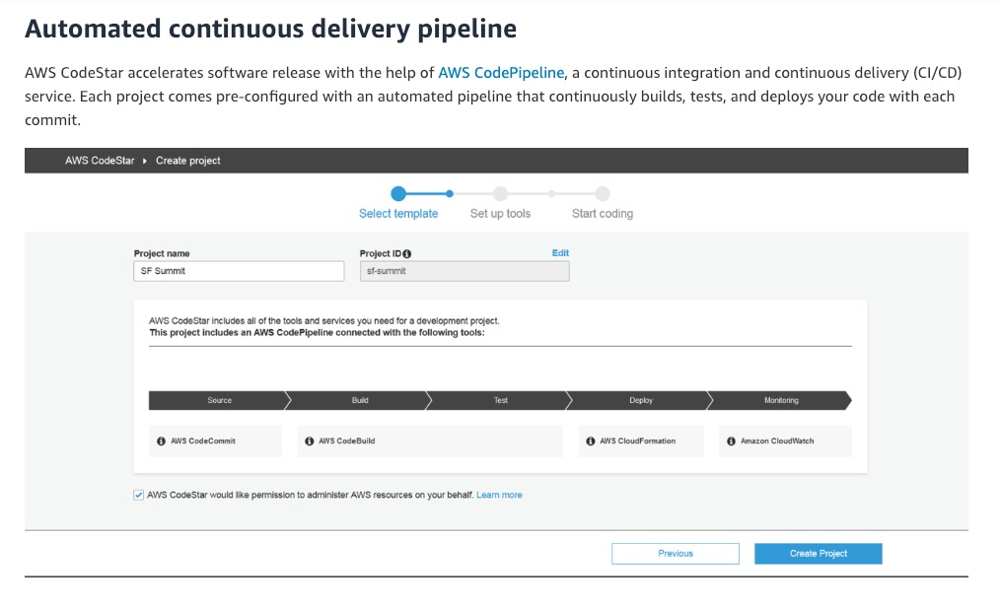 Automated continuous delivery pipeline
AWS CodeStar accelerates software release with the help of AWS CodePipeline, a continuous integration and continuous delivery (CI/CD)
service. Each project comes pre-configured with an automated pipeline that continuously builds, tests, and deploys your code with each
commit.
AWS CodeStar Create project
Select template Set up tools Start coding
Project name Project ID Edit
SF Summit sf-summit
AWS CodeStar includes all of the tools and services you need for a development project.
This project includes an AWS CodePipeline connected with the following tools:
Source Build Test Deploy Monitoring
AWS CodeCommit AWS CodeBuild AWS CloudFormation Amazon CloudWatch
AWS CodeStar would like permission to administer AWS resources on your behalf. Learn more
Previous Create Project